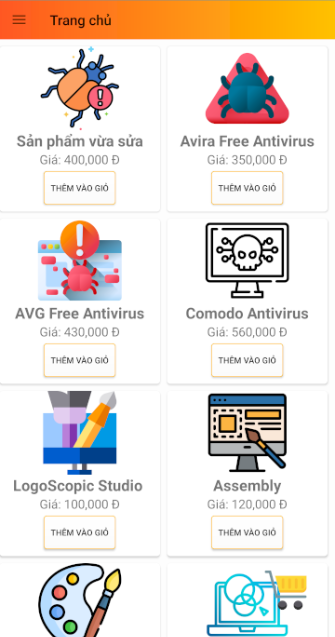 Trang chủ
Sản phẩm vừa sửa
Giá: 400,000 Đ
THÊM VÀO GIỎ
Avira Free Antivirus
Giá: 350,000 Đ
THÊM VÀO GIỎ
AVG Free Antivirus
Giá: 430,000 Đ
THÊM VÀO GIỎ
Comodo Antivirus
Giá: 560,000 Đ
THÊM VÀO GIỎ
LogoScopic Studio
Giá: 100,000 Đ
THÊM VÀO GIỎ
Assembly
Giá: 120,000 Đ
THÊM VÀO GIỎ